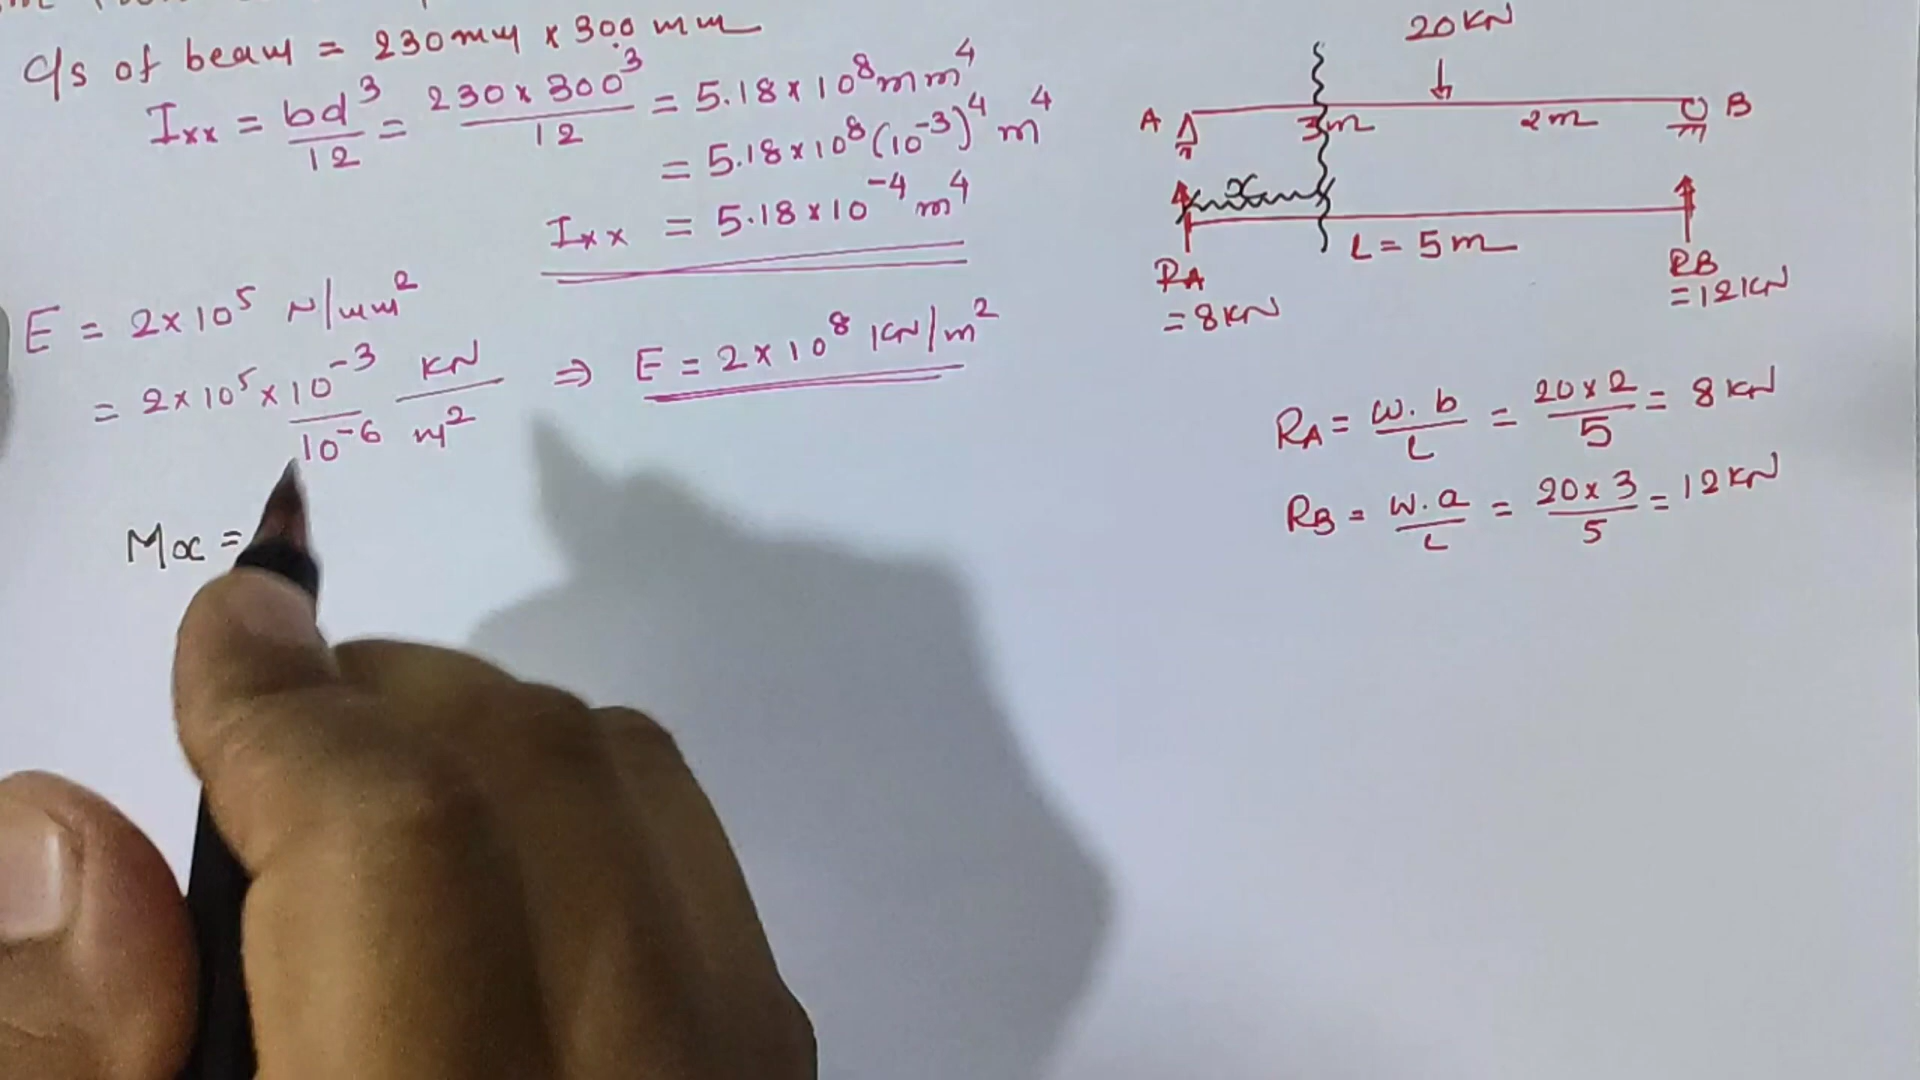 C/s of beam = 230mm x 300 mm
Ixx = bd³/12 = 230 x 300³/12 = 5.18 x 10⁸ mm⁴
= 5.18 x 10⁸ (10⁻³)⁴ m⁴
Ixx = 5.18 x 10⁻⁴ m⁴
E = 2 x 10⁵ N/mm²
= 2 x 10⁵ x 10⁻³/10⁻⁶ KN/m² ⇒ E = 2 x 10⁸ KN/m²
Mx =
20 KN
A 3m 2m B
x
L = 5m
RA = 8 KN
RB = 12 KN
RA = W.b/L = 20 x 2/5 = 8 KN
RB = W.a/L = 20 x 3/5 = 12 KN